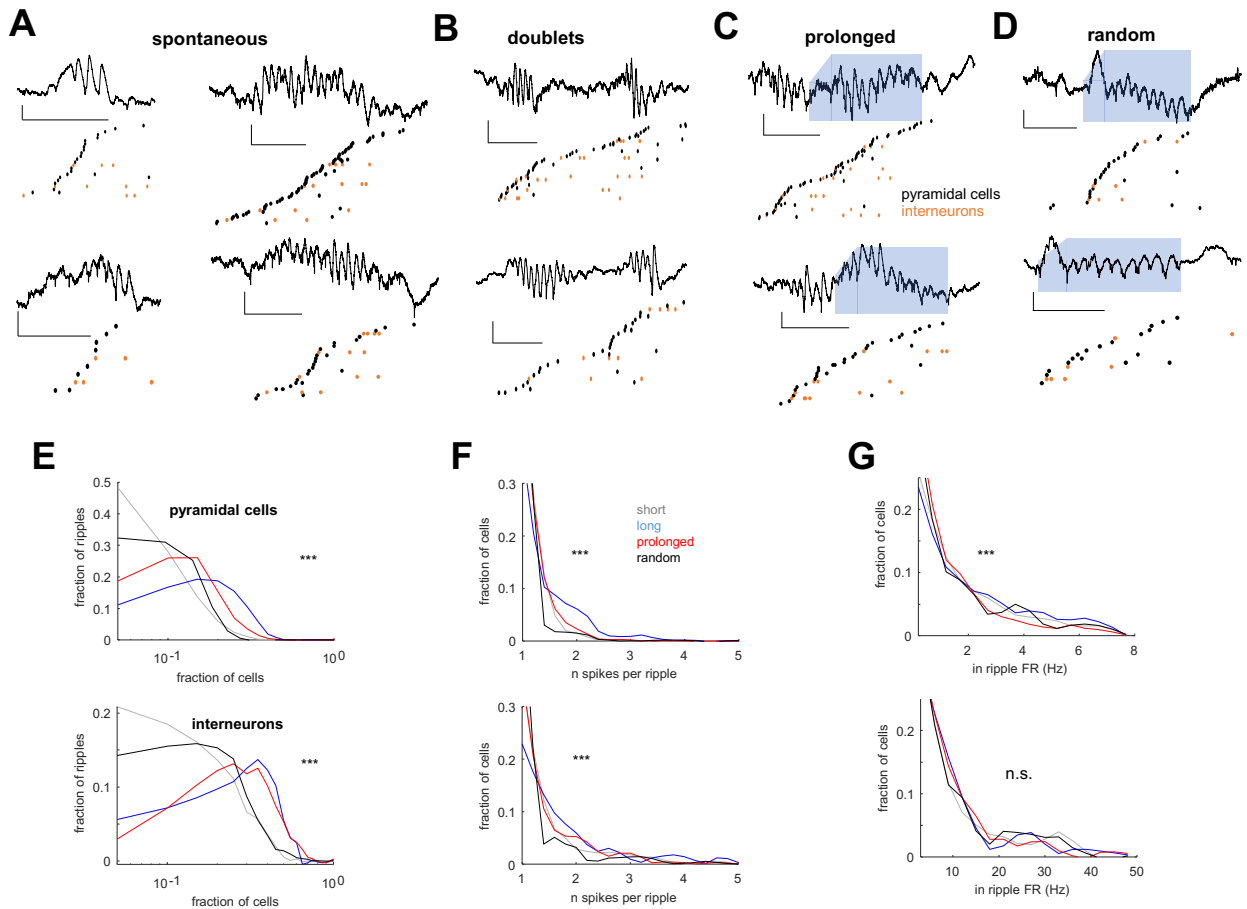 A
spontaneous
B
doublets
C
prolonged
D
random
pyramidal cells
interneurons
E
0.5
0.4
0.3
0.2
0.1
0
fraction of ripples
pyramidal cells
***
10-1
100
fraction of cells
0.2
0.1
0
fraction of ripples
interneurons
***
10-1
100
fraction of cells
F
0.3
0.2
0.1
0
fraction of cells
short
long
prolonged
random
***
1 2 3 4 5
n spikes per ripple
0.3
0.2
0.1
0
fraction of cells
***
1 2 3 4 5
n spikes per ripple
G
0.2
0.1
0
fraction of cells
***
2 4 6 8
in ripple FR (Hz)
0.2
0.1
0
fraction of cells
n.s.
10 20 30 40 50
in ripple FR (Hz)